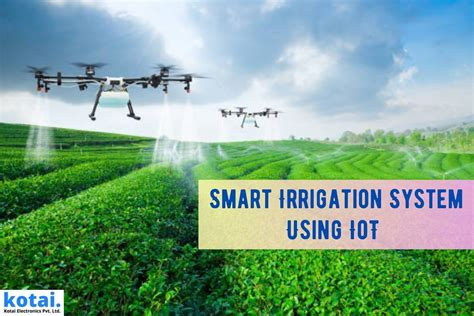 SMART IRRIGATION SYSTEM
USING IOT
kotai.
Kotai Electronics Pvt. Ltd.